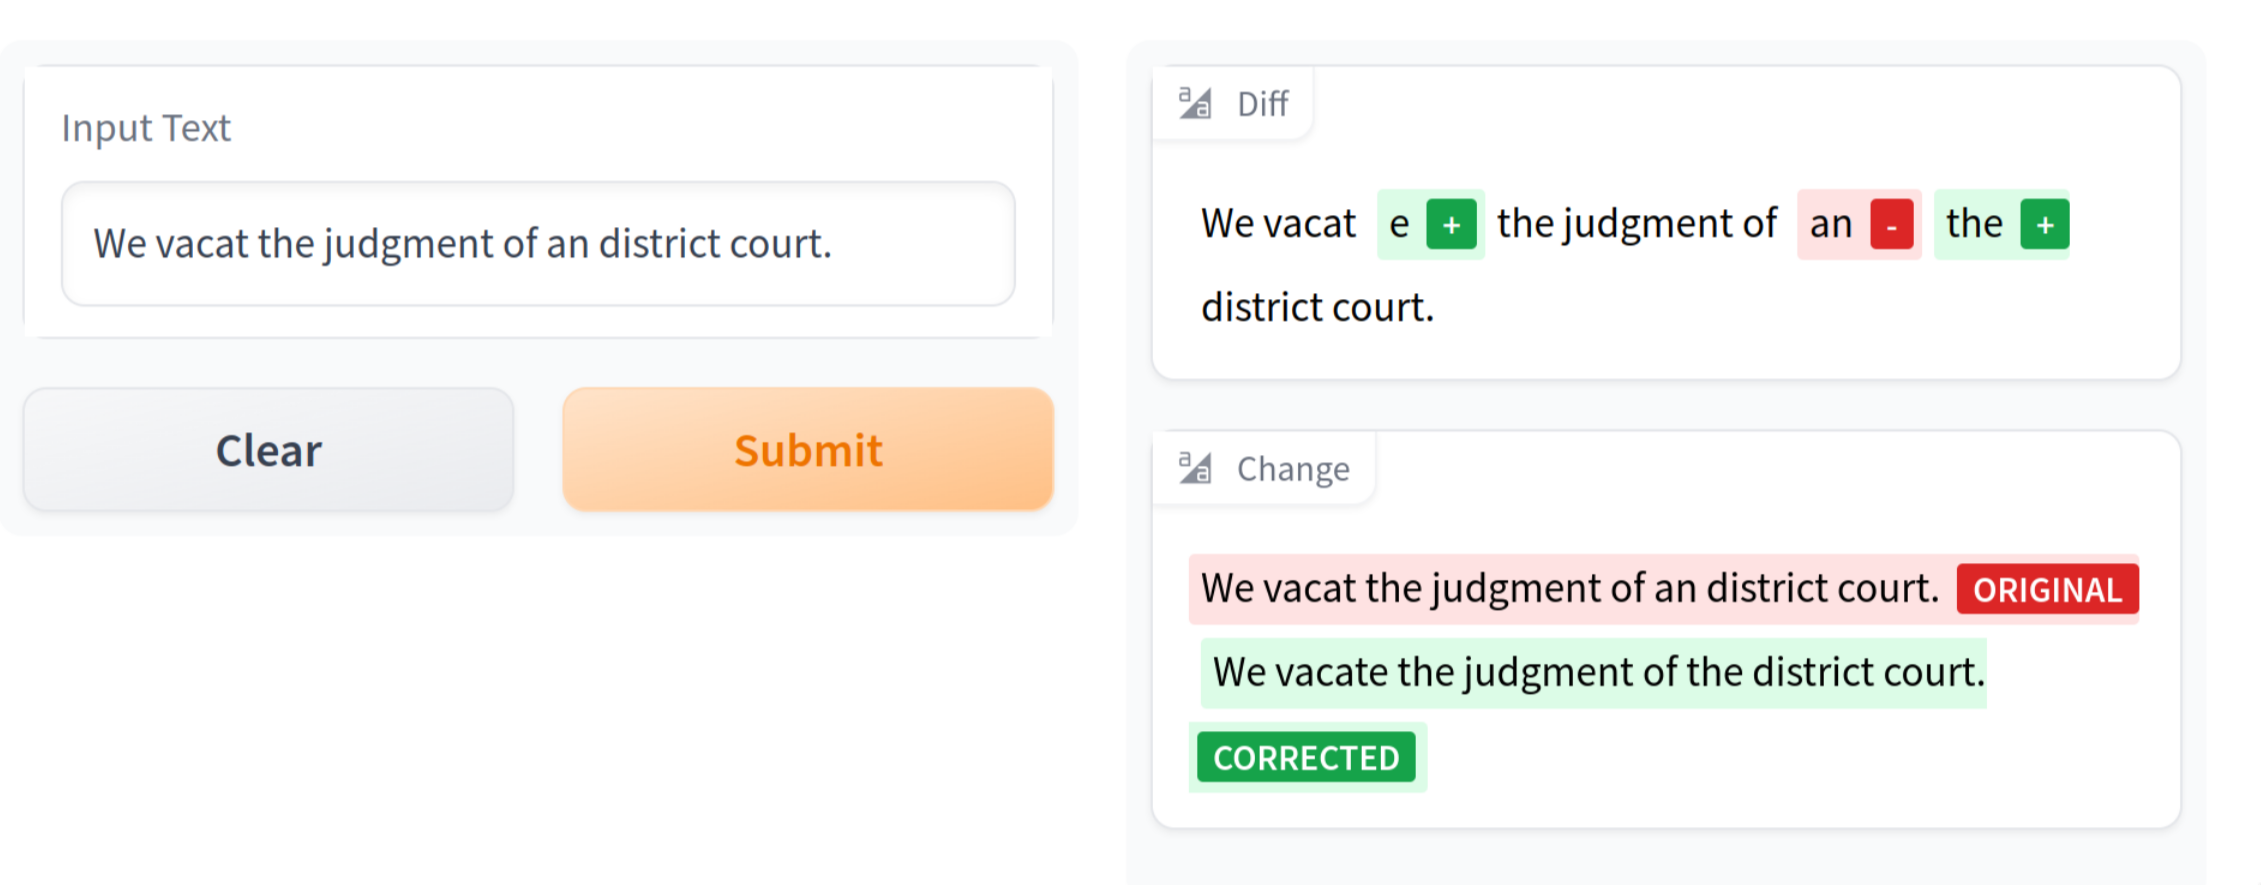 Input Text
We vacat the judgment of an district court.
Clear
Submit
Diff
We vacat e + the judgment of an - the +
district court.
Change
We vacat the judgment of an district court. ORIGINAL
We vacate the judgment of the district court.
CORRECTED